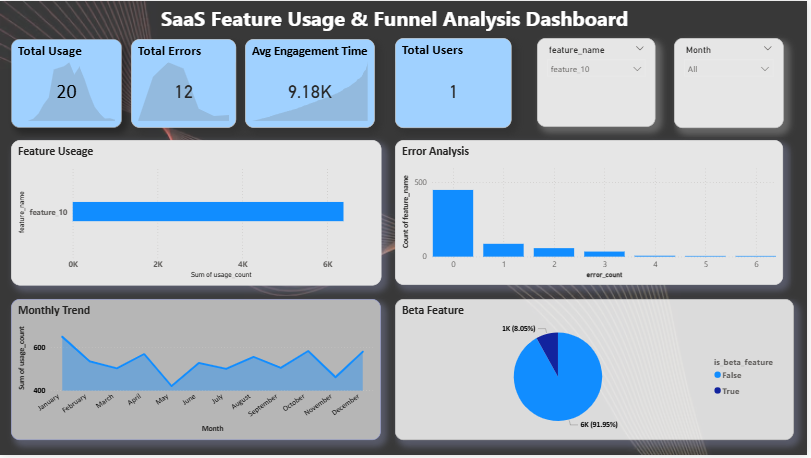 SaaS Feature Usage & Funnel Analysis Dashboard
Total Usage
20
Total Errors
12
Avg Engagement Time
9.18K
Total Users
1
feature_name
feature_10
Month
All
Feature Useage
feature_name
feature_10
0K 2K 4K 6K
Sum of usage_count
Error Analysis
Count of feature_name
500
0
0 1 2 3 4 5 6
error_count
Monthly Trend
Sum of usage_count
600
400
January February March April May June July August September October November December
Month
Beta Feature
1K (8.05%)
6K (91.95%)
is_beta_feature
False
True